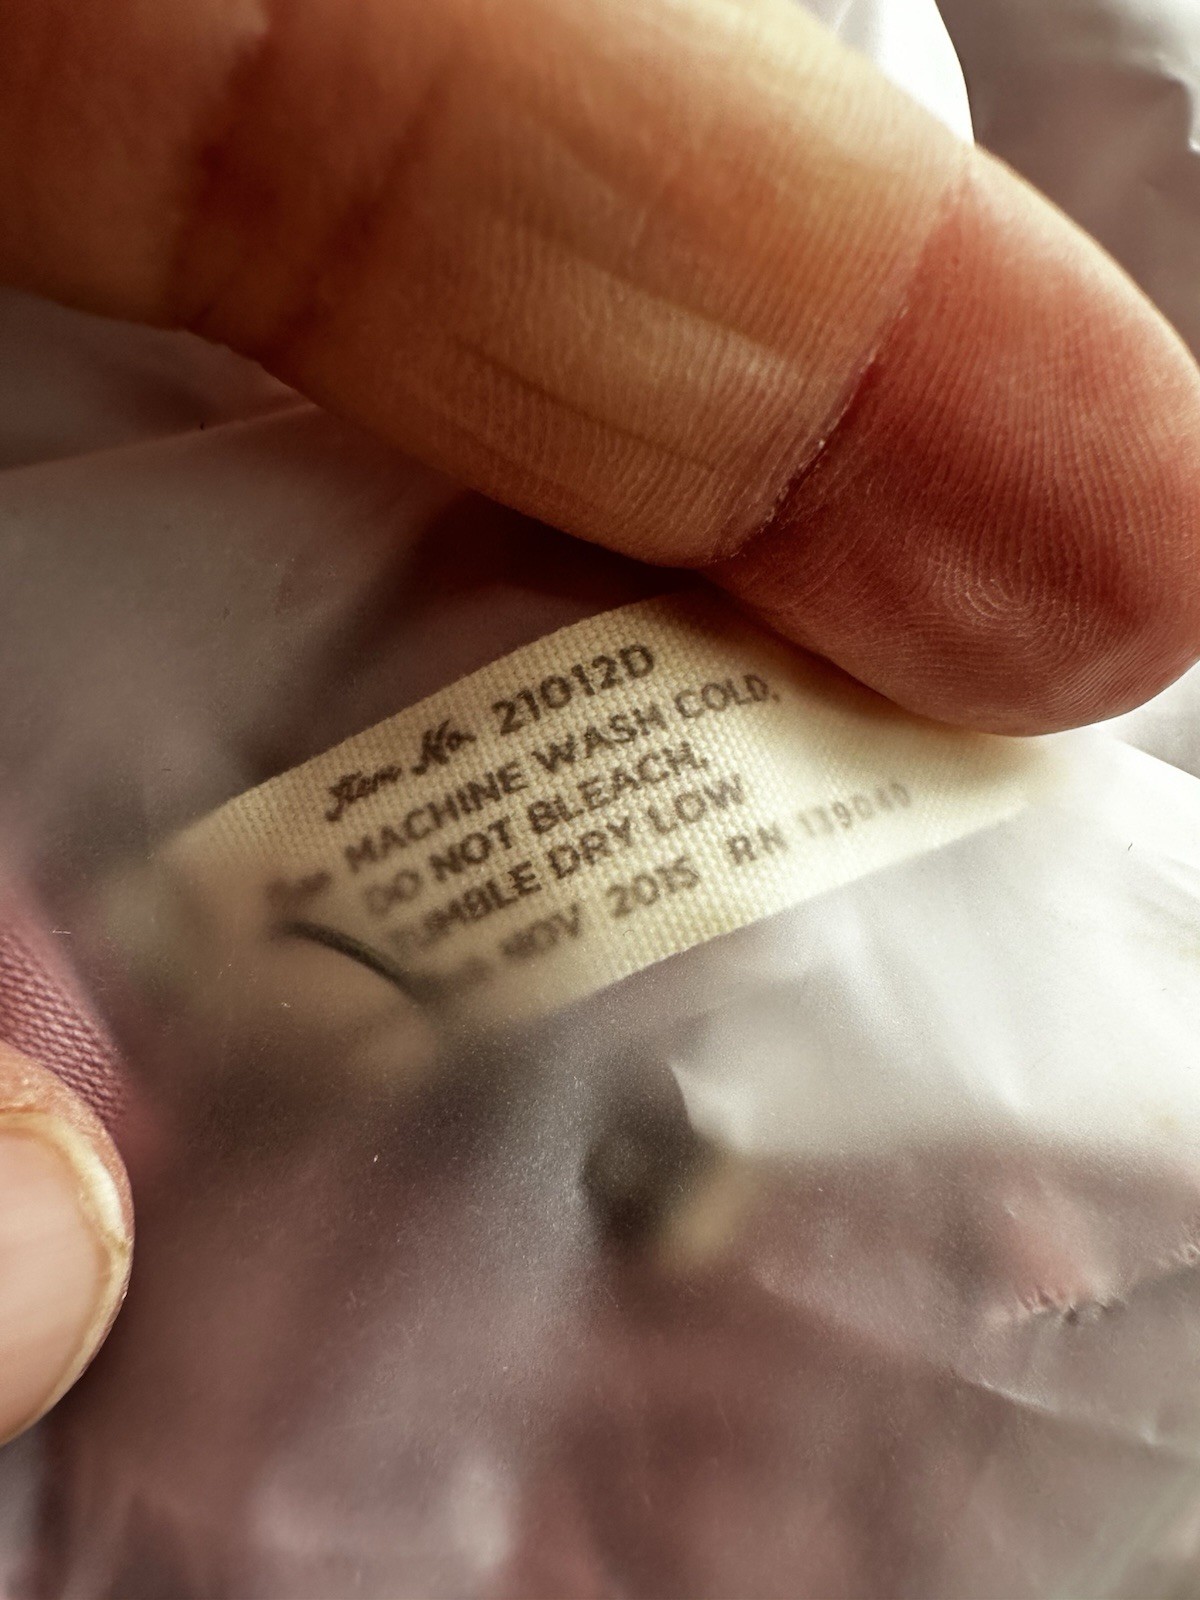 Item No. 21012D
MACHINE WASH COLD,
DO NOT BLEACH,
TUMBLE DRY LOW
NOV 2015 RN